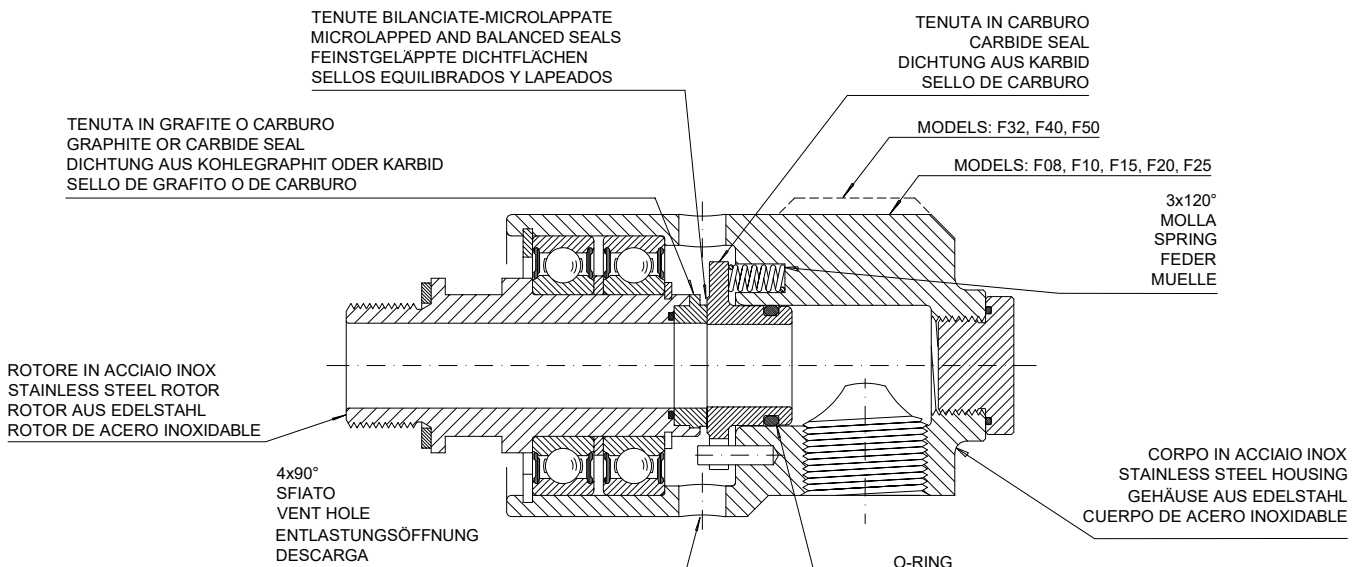 TENUTE BILANCIATE-MICROLAPPATE
MICROLAPPED AND BALANCED SEALS
FEINSTGELÄPPTE DICHTFLÄCHEN
SELLOS EQUILIBRADOS Y LAPEADOS
TENUTA IN CARBURO
CARBIDE SEAL
DICHTUNG AUS KARBID
SELLO DE CARBURO
TENUTA IN GRAFITE O CARBURO
GRAPHITE OR CARBIDE SEAL
DICHTUNG AUS KOHLEGRAPHIT ODER KARBID
SELLO DE GRAFITO O DE CARBURO
MODELS: F32, F40, F50
MODELS: F08, F10, F15, F20, F25
3x120°
MOLLA
SPRING
FEDER
MUELLE
ROTORE IN ACCIAIO INOX
STAINLESS STEEL ROTOR
ROTOR AUS EDELSTAHL
ROTOR DE ACERO INOXIDABLE
4x90°
SFIATO
VENT HOLE
ENTLASTUNGSÖFFNUNG
DESCARGA
CORPO IN ACCIAIO INOX
STAINLESS STEEL HOUSING
GEHÄUSE AUS EDELSTAHL
CUERPO DE ACERO INOXIDABLE
O-RING